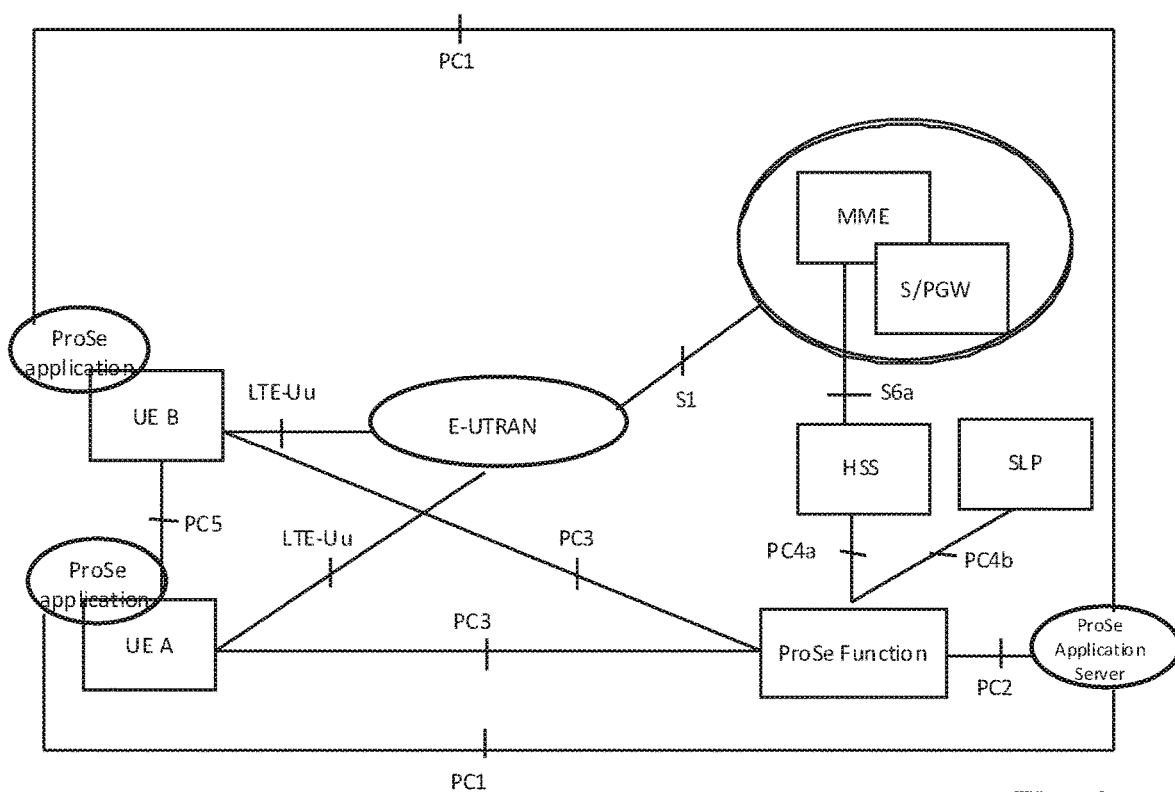 PC1
MME
S/PGW
ProSe
application
UE B
LTE-Uu
E-UTRAN
S1
S6a
HSS
SLP
PC5
LTE-Uu
PC3
PC4a
PC4b
ProSe
application
UE A
PC3
ProSe Function
PC2
ProSe
Application
Server
PC1